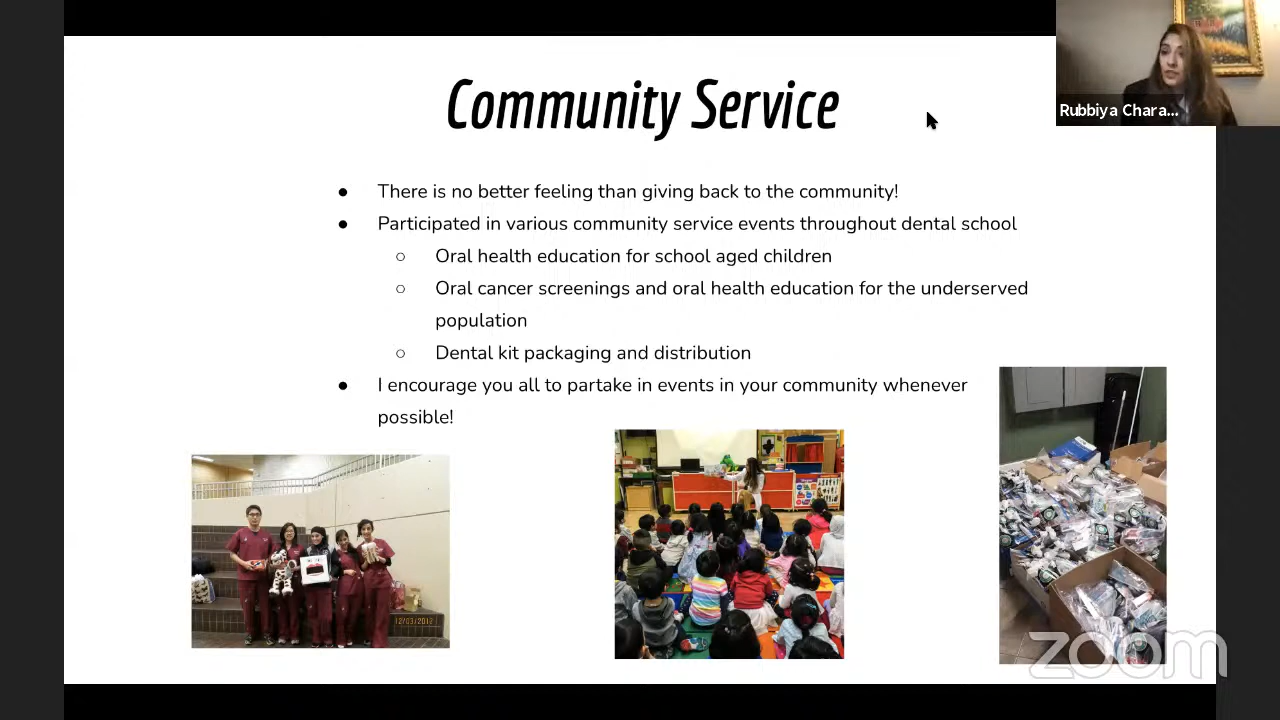 Community Service
Rubbiya Chara...
● There is no better feeling than giving back to the community!
● Participated in various community service events throughout dental school
○ Oral health education for school aged children
○ Oral cancer screenings and oral health education for the underserved
population
○ Dental kit packaging and distribution
● I encourage you all to partake in events in your community whenever
possible!
zoom